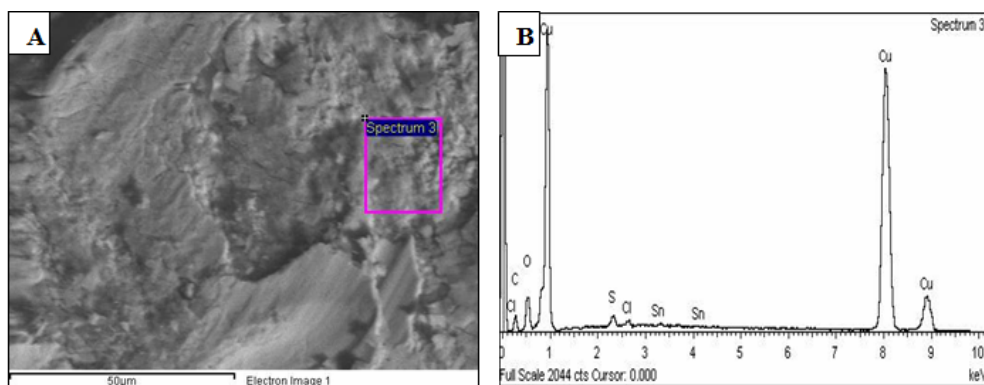 A
Spectrum 3
50µm
Electron Image 1
B
Spectrum 3
Cu
Cu
O
C
Cl
S
Cl
Sn
Sn
Cu
0 1 2 3 4 5 6 7 8 9 10
Full Scale 2044 cts Cursor: 0.000
keV